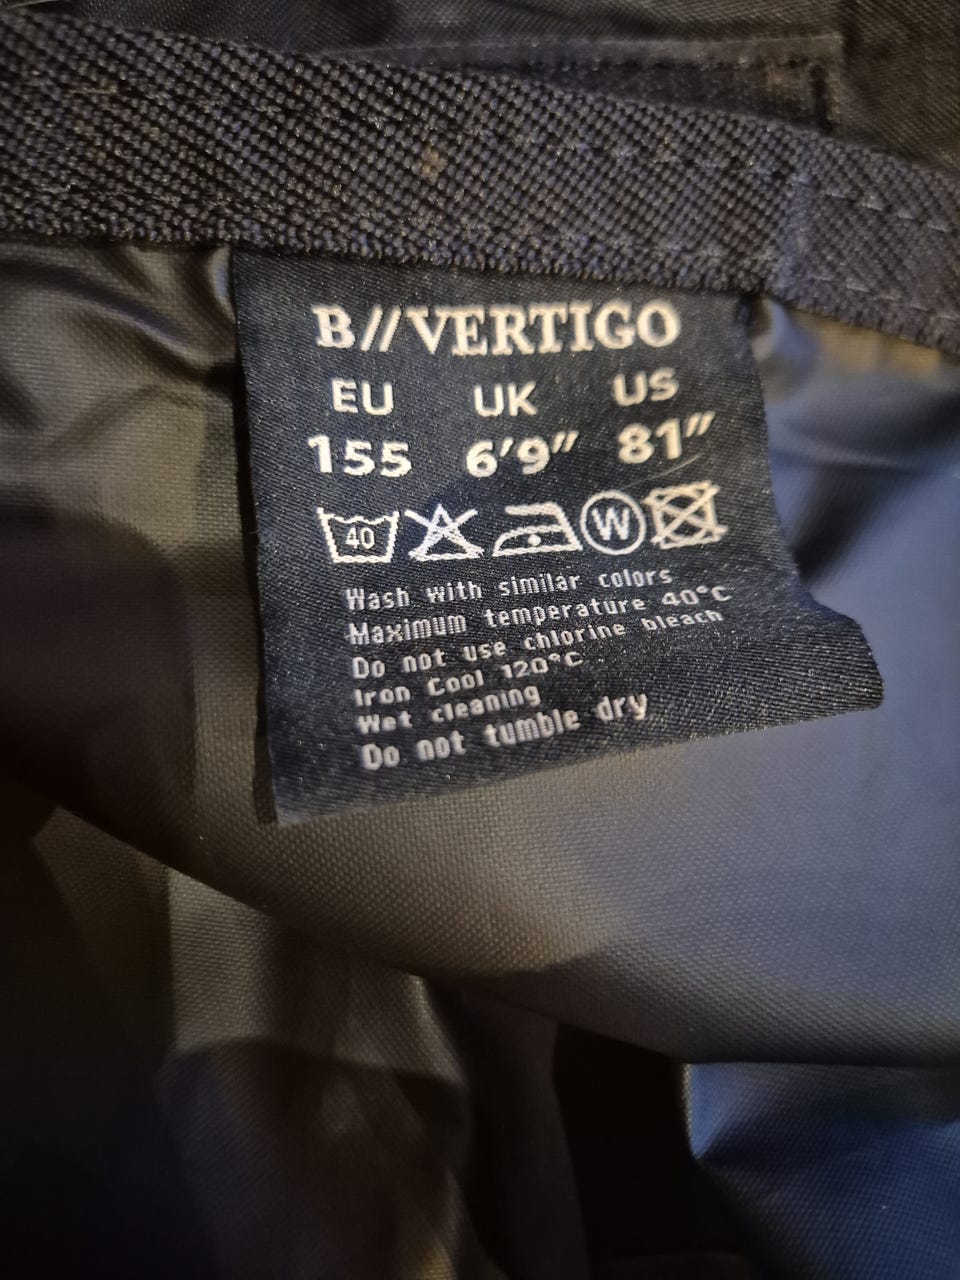 B//VERTIGO
EU UK US
155 6'9" 81"
40 W
Wash with similar colors
Maximum temperature 40°C
Do not use chlorine bleach
Iron Cool 120°C
Wet cleaning
Do not tumble dry